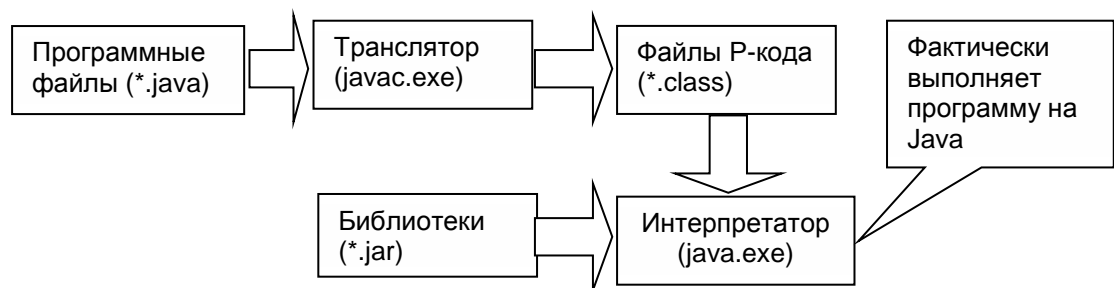 Программные
файлы (*.java)
Транслятор
(javac.exe)
Файлы P-кода
(*.class)
Фактически
выполняет
программу на
Java
Библиотеки
(*.jar)
Интерпретатор
(java.exe)